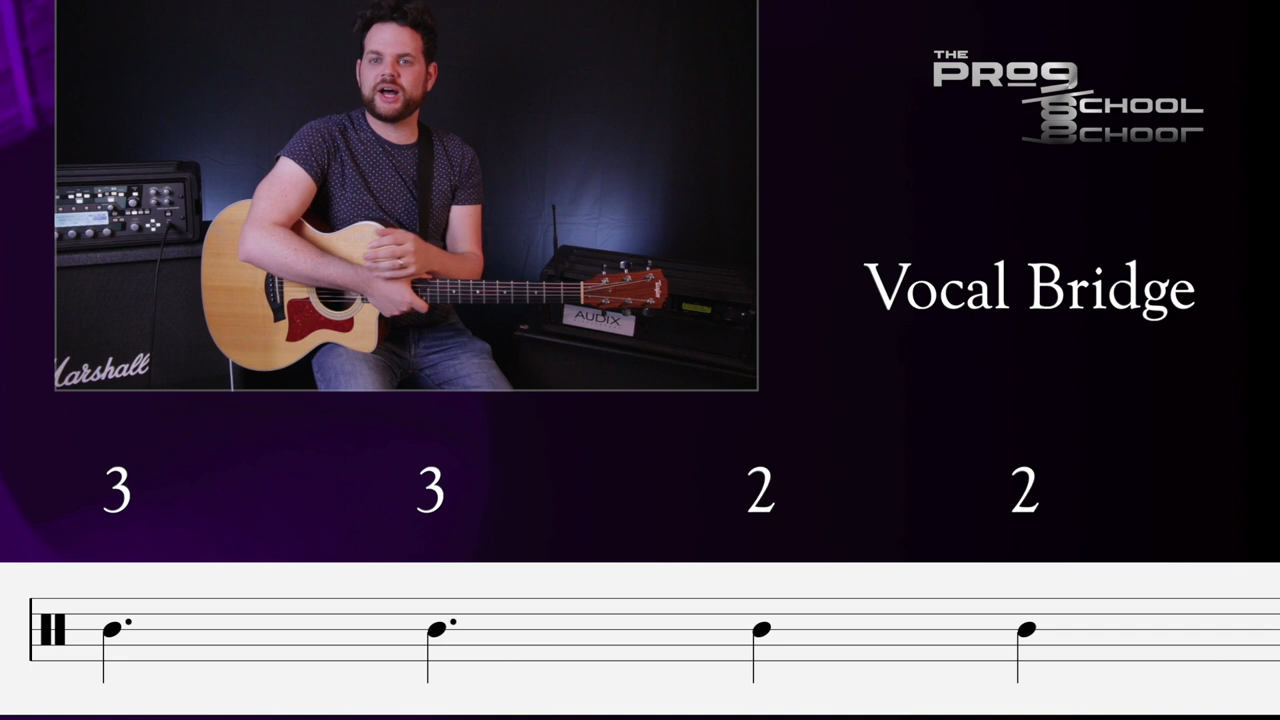 THE
PROG
SCHOOL
Vocal Bridge
AUDIX
Marshall
3 3 2 2